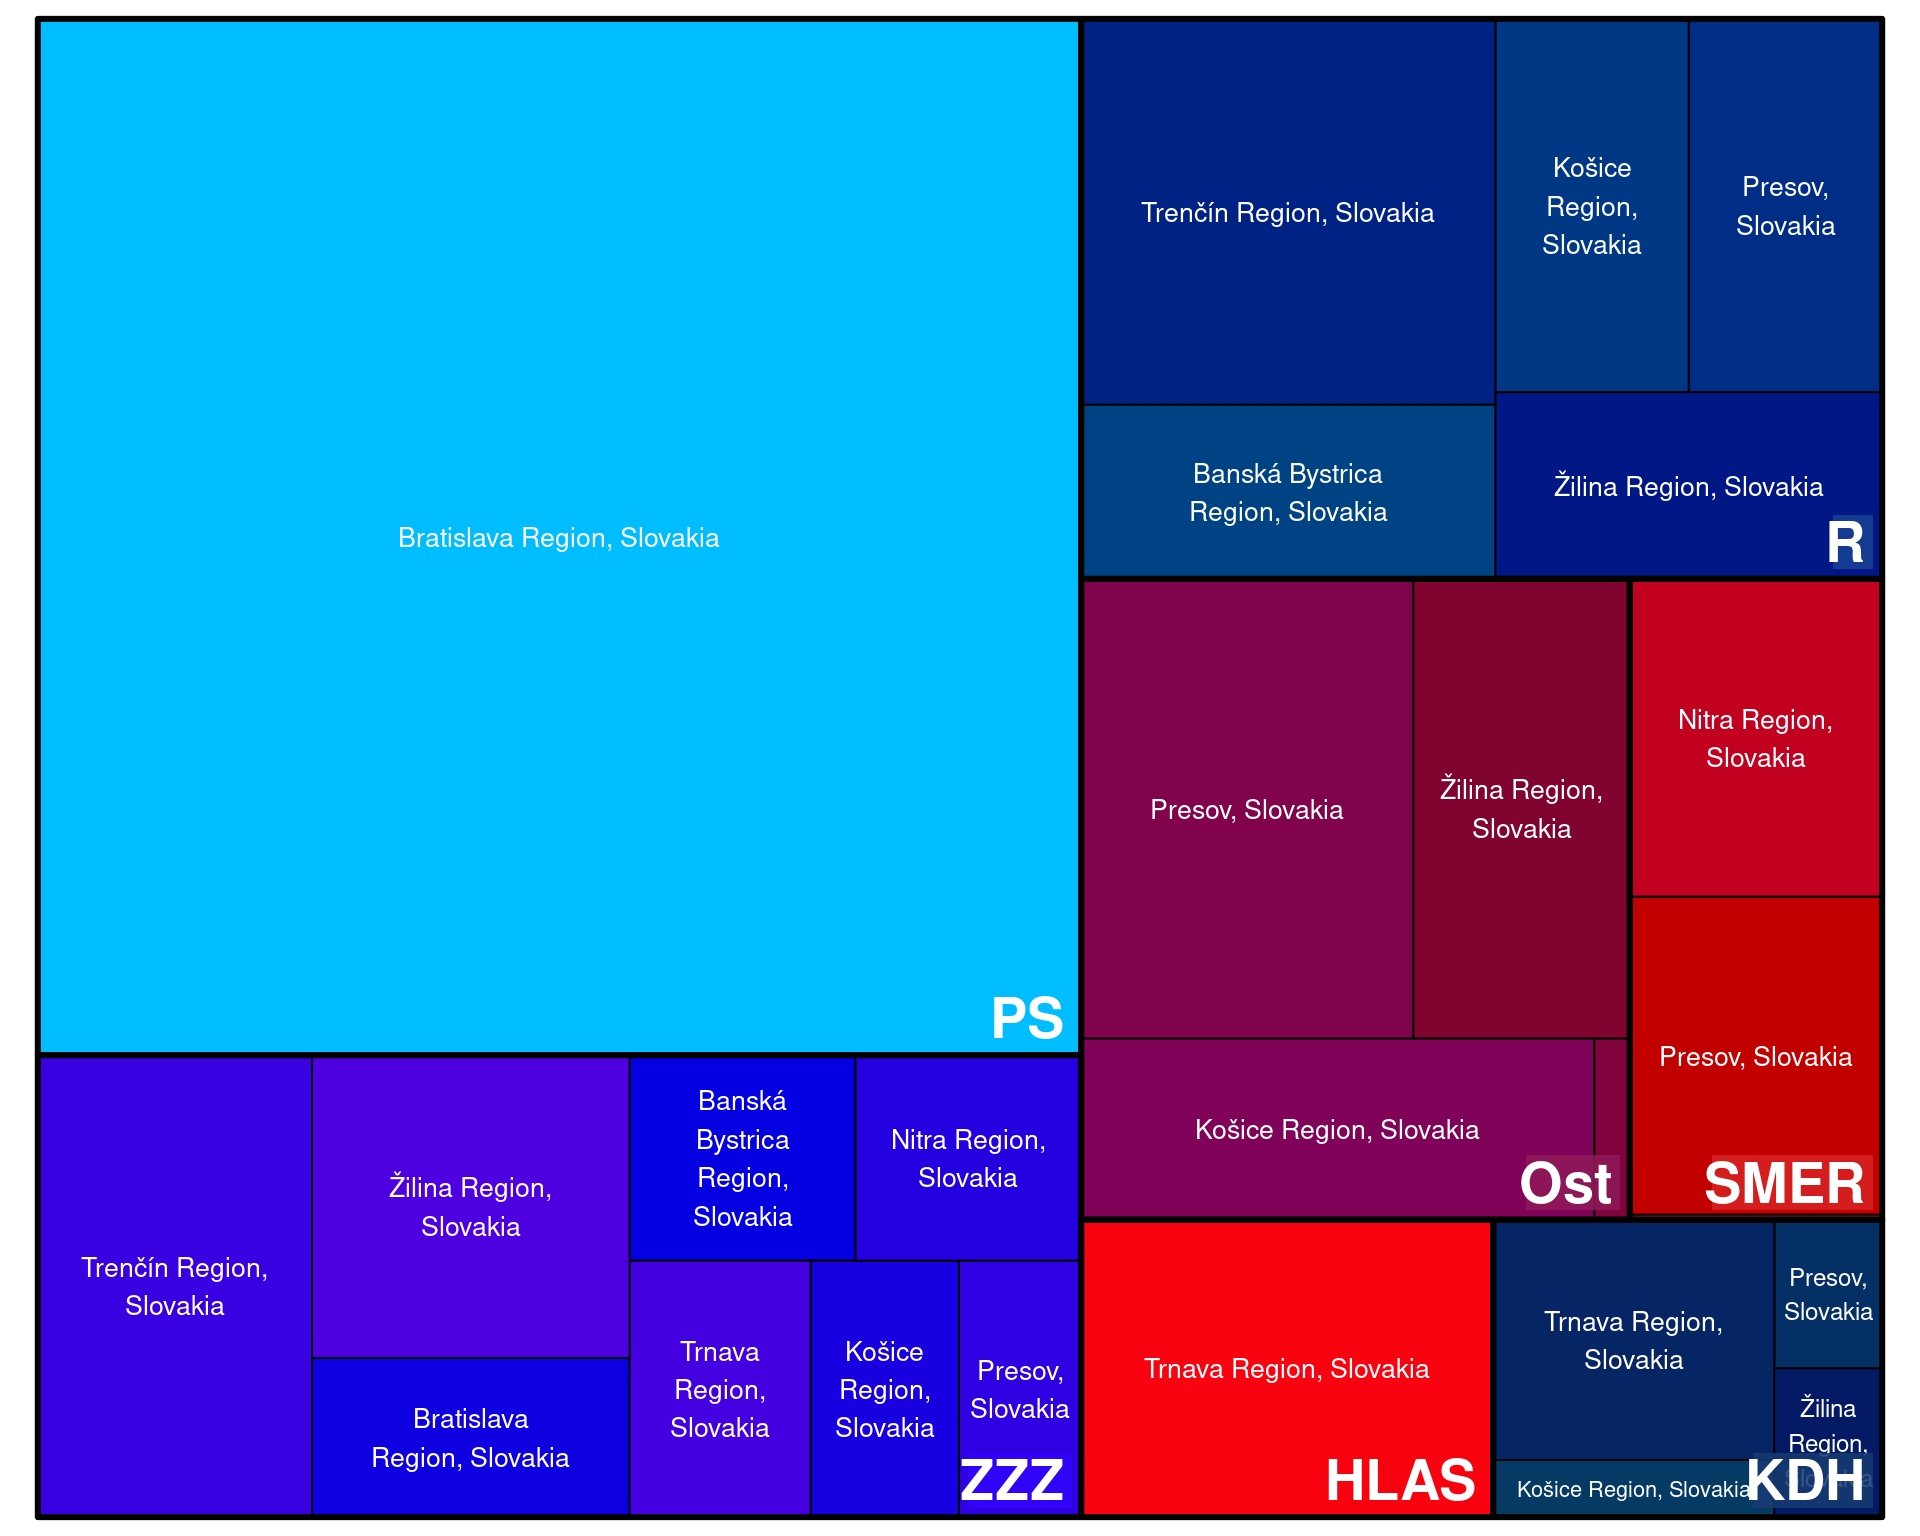 Bratislava Region, Slovakia
PS
Trenčín Region, Slovakia
Košice
Region,
Slovakia
Presov,
Slovakia
Banská Bystrica
Region, Slovakia
Žilina Region, Slovakia
R
Presov, Slovakia
Žilina Region,
Slovakia
Košice Region, Slovakia
Ost
Nitra Region,
Slovakia
Presov, Slovakia
SMER
Trenčín Region,
Slovakia
Žilina Region,
Slovakia
Bratislava
Region, Slovakia
Banská
Bystrica
Region,
Slovakia
Nitra Region,
Slovakia
Trnava
Region,
Slovakia
Košice
Region,
Slovakia
Presov,
Slovakia
ZZZ
Trnava Region, Slovakia
HLAS
Trnava Region,
Slovakia
Presov,
Slovakia
Žilina
Region,
Košice Region, Slovakia
KDH